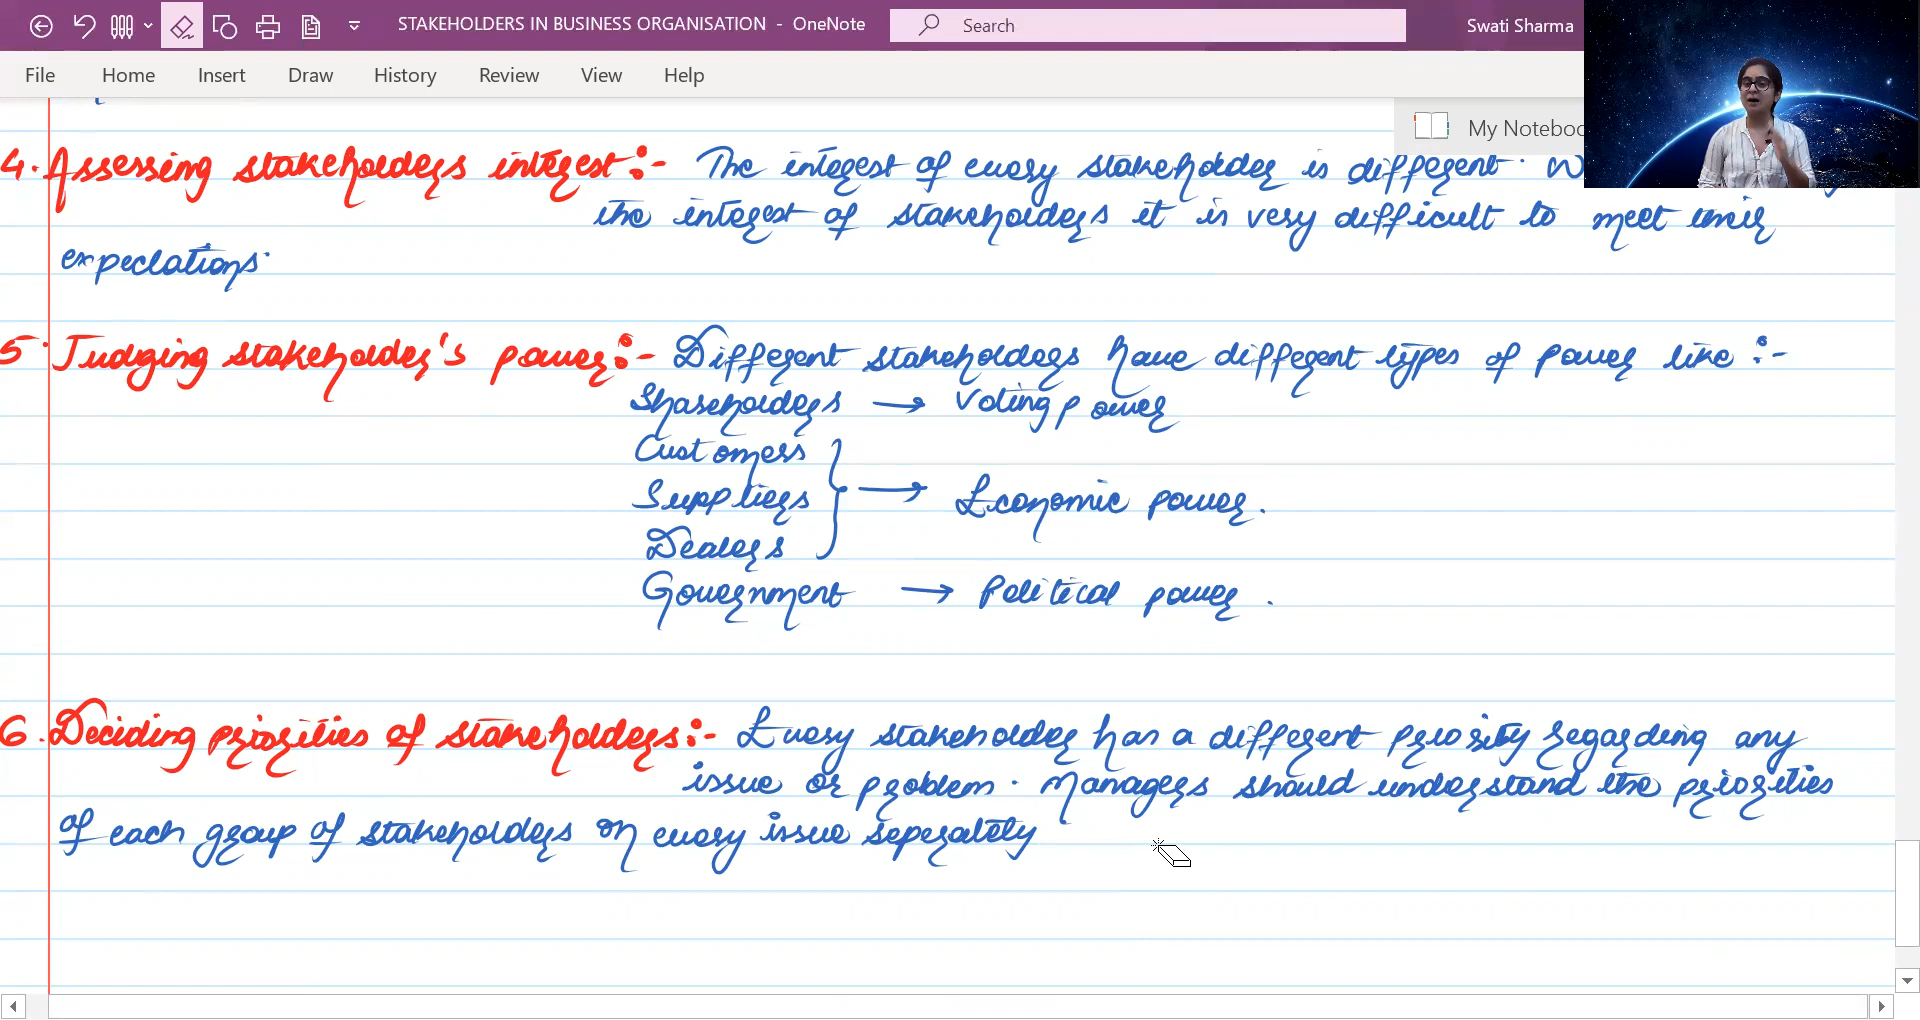 STAKEHOLDERS IN BUSINESS ORGANISATION - OneNote
Search
Swati Sharma
File Home Insert Draw History Review View Help
My Noteboo
4. Assessing stakeholders interest :- The interest of every stakeholder is different.
the interest of stakeholders it is very difficult to meet their
expectations.
5. Judging stakeholder's power :- Different stakeholders have different types of power like :-
Shareholders → Voting power
Customers
Suppliers → Economic power.
Dealers
Government → Political power.
6. Deciding priorities of stakeholders :- Every stakeholder has a different priority regarding any
issue or problem. Managers should understand the priorities
of each group of stakeholders on every issue seperately